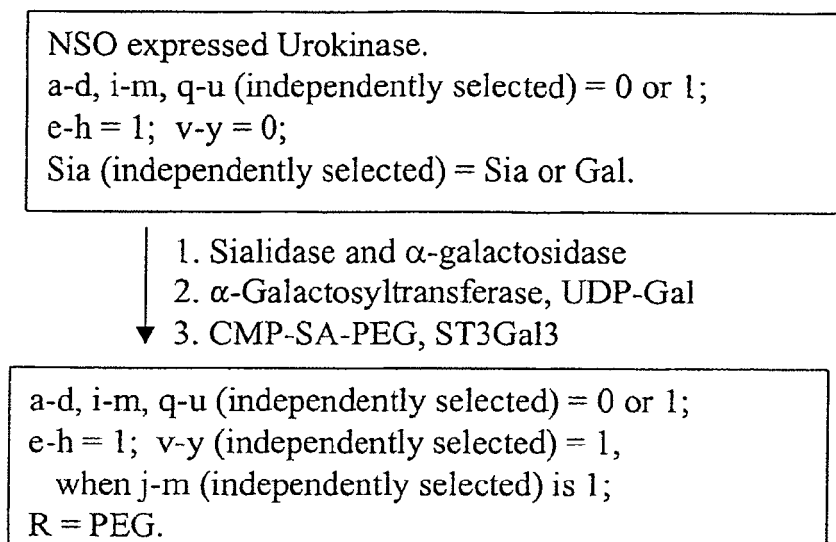 NSO expressed Urokinase.
a-d, i-m, q-u (independently selected) = 0 or 1;
e-h = 1; v-y = 0;
Sia (independently selected) = Sia or Gal.
1. Sialidase and α-galactosidase
2. α-Galactosyltransferase, UDP-Gal
3. CMP-SA-PEG, ST3Gal3
a-d, i-m, q-u (independently selected) = 0 or 1;
e-h = 1; v-y (independently selected) = 1,
when j-m (independently selected) is 1;
R = PEG.